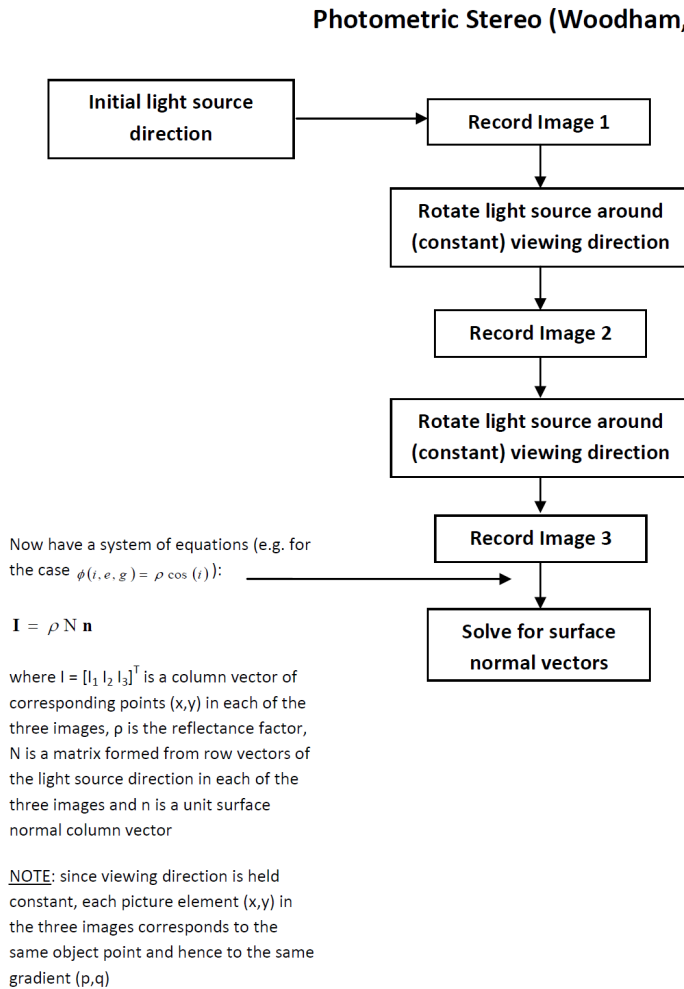 Photometric Stereo (Woodham,
Initial light source
direction
Record Image 1
Rotate light source around
(constant) viewing direction
Record Image 2
Rotate light source around
(constant) viewing direction
Record Image 3
Now have a system of equations (e.g. for
the case ϕ(i, e, g) = ρ cos (i)):
I = ρ N n
Solve for surface
normal vectors
where I = [I₁ I₂ I₃]ᵀ is a column vector of
corresponding points (x,y) in each of the
three images, ρ is the reflectance factor,
N is a matrix formed from row vectors of
the light source direction in each of the
three images and n is a unit surface
normal column vector
NOTE: since viewing direction is held
constant, each picture element (x,y) in
the three images corresponds to the
same object point and hence to the same
gradient (p,q)